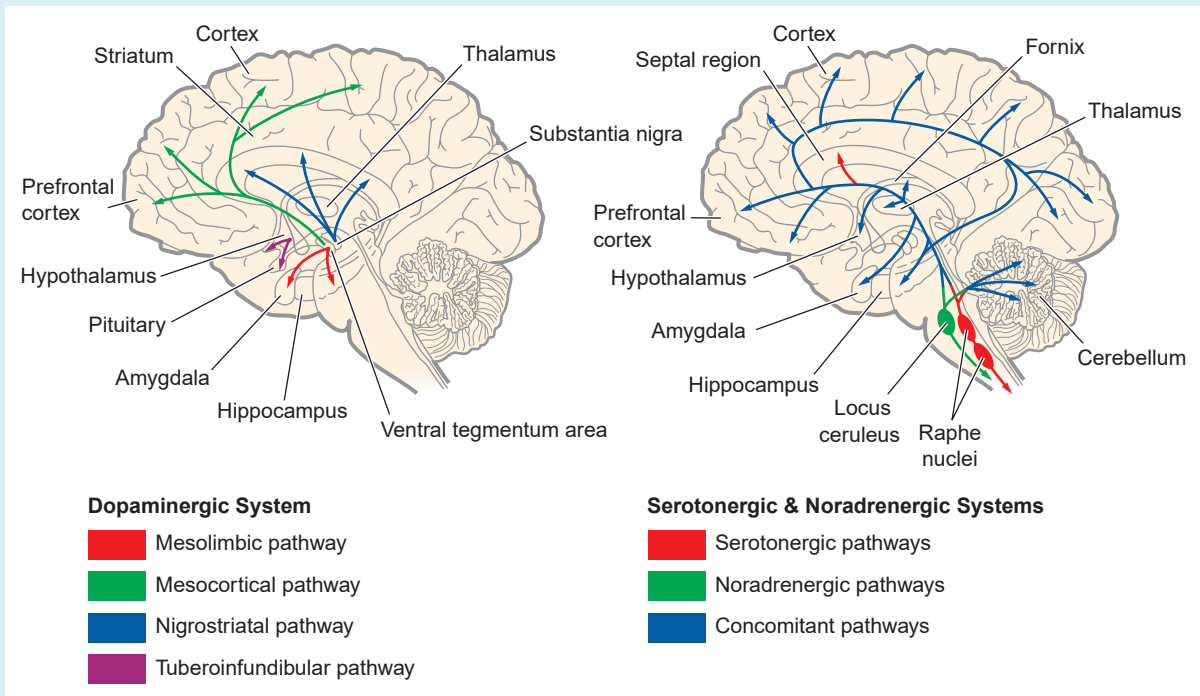 Cortex
Striatum
Thalamus
Substantia nigra
Prefrontal
cortex
Hypothalamus
Pituitary
Amygdala
Hippocampus
Ventral tegmentum area
Dopaminergic System
Mesolimbic pathway
Mesocortical pathway
Nigrostriatal pathway
Tuberoinfundibular pathway
Cortex
Septal region
Fornix
Thalamus
Prefrontal
cortex
Hypothalamus
Amygdala
Hippocampus
Locus
ceruleus
Raphe
nuclei
Cerebellum
Serotonergic & Noradrenergic Systems
Serotonergic pathways
Noradrenergic pathways
Concomitant pathways